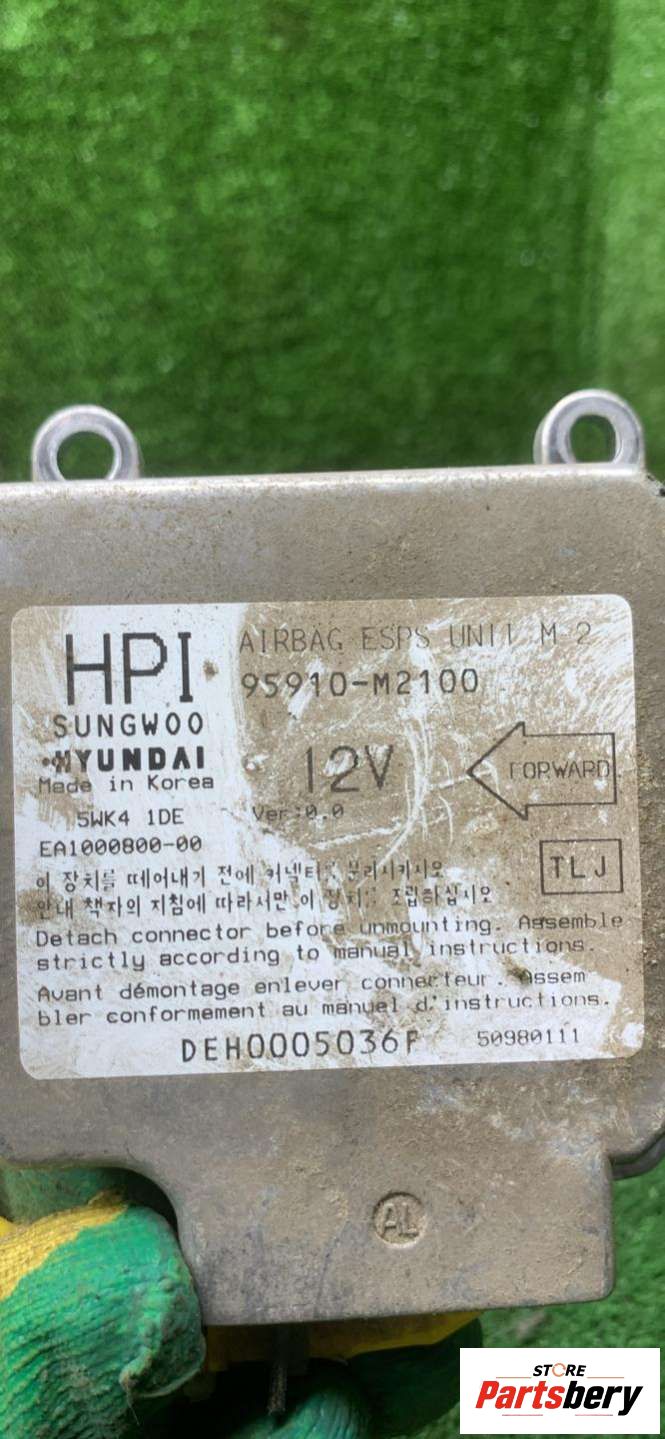 HPI
AIRBAG ESPS UNIT M-2
95910-M2100
SUNGWOO
HYUNDAI
Made in Korea
12V
FORWARD
5WK4 1DE
Ver:0.0
EA1000800-00
TLJ
이 장치를 떼어내기 전에 커넥터를 분리시키시오
안내 책자의 지침에 따라서만 이 장치를 조립하십시오
Detach connector before unmounting. Assemble
strictly according to manual instructions.
Avant démontage enlever connecteur. Assem
bler conformement au manuel d'instructions.
DEH0005036F
50980111
AL
STORE
Partsbery